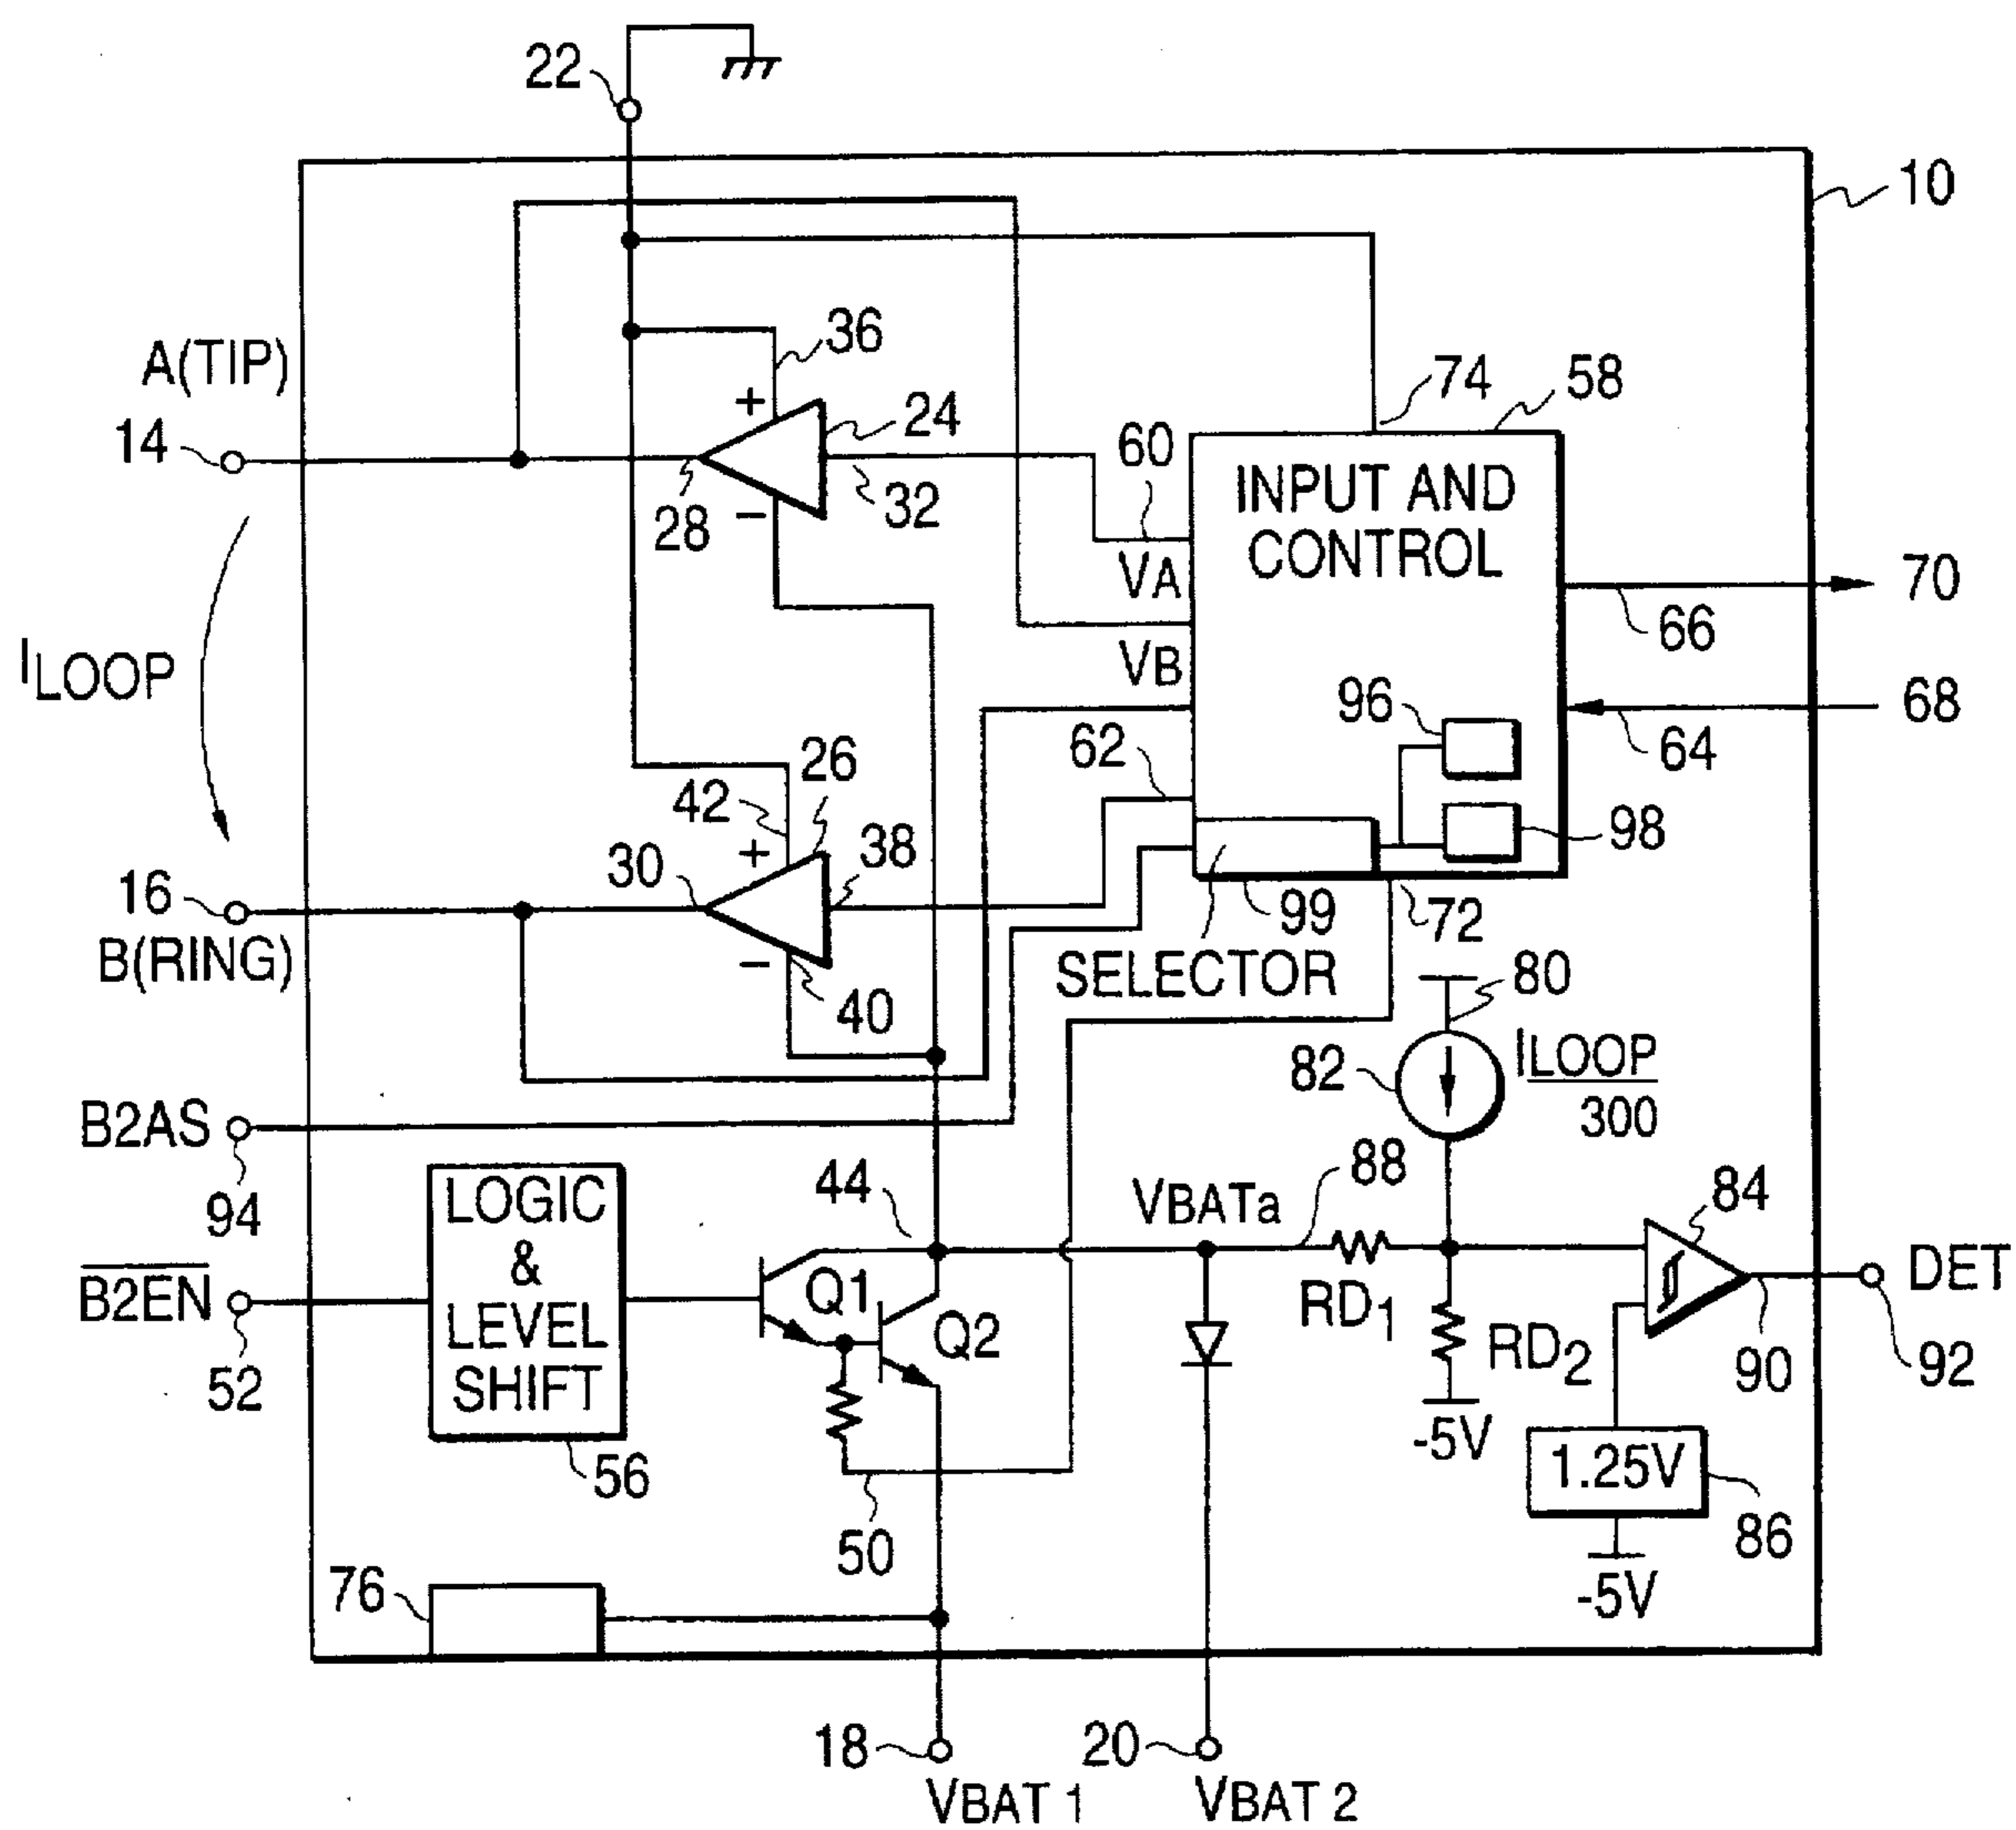 22
10
A(TIP)
14
36
+
24
28
−
32
74
58
60
INPUT AND
CONTROL
VA
VB
70
66
ILOOP
68
64
96
98
62
26
42
+
38
30
16
B(RING)
−
40
99
72
SELECTOR
80
82
ILOOP
300
B2AS
94
44
VBATa
88
84
LOGIC
&
LEVEL
SHIFT
B2EN
52
Q1
Q2
RD1
RD2
-5V
DET
90
92
56
50
1.25V
86
-5V
76
18
VBAT 1
20
VBAT 2